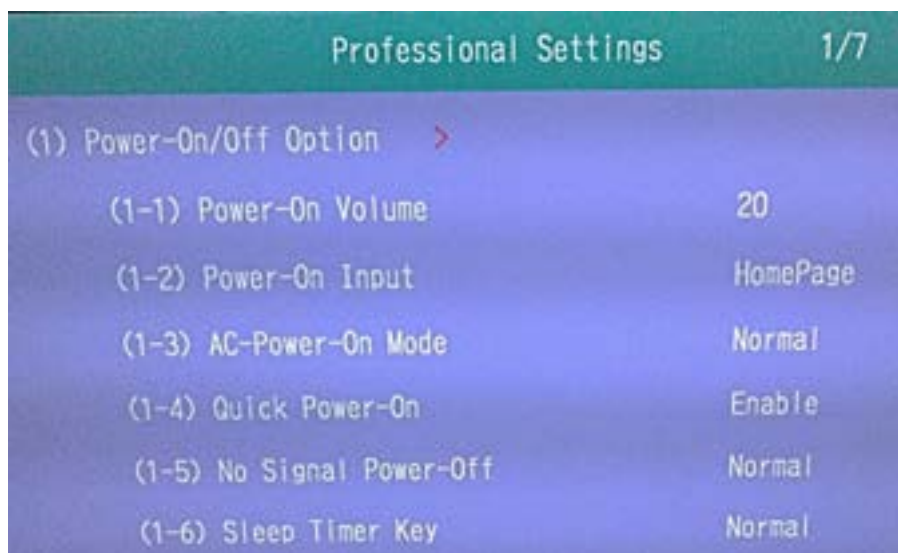 Professional Settings 1/7
(1) Power-On/Off Option >
(1-1) Power-On Volume 20
(1-2) Power-On Input HomePage
(1-3) AC-Power-On Mode Normal
(1-4) Quick Power-On Enable
(1-5) No Signal Power-Off Normal
(1-6) Sleep Timer Key Normal